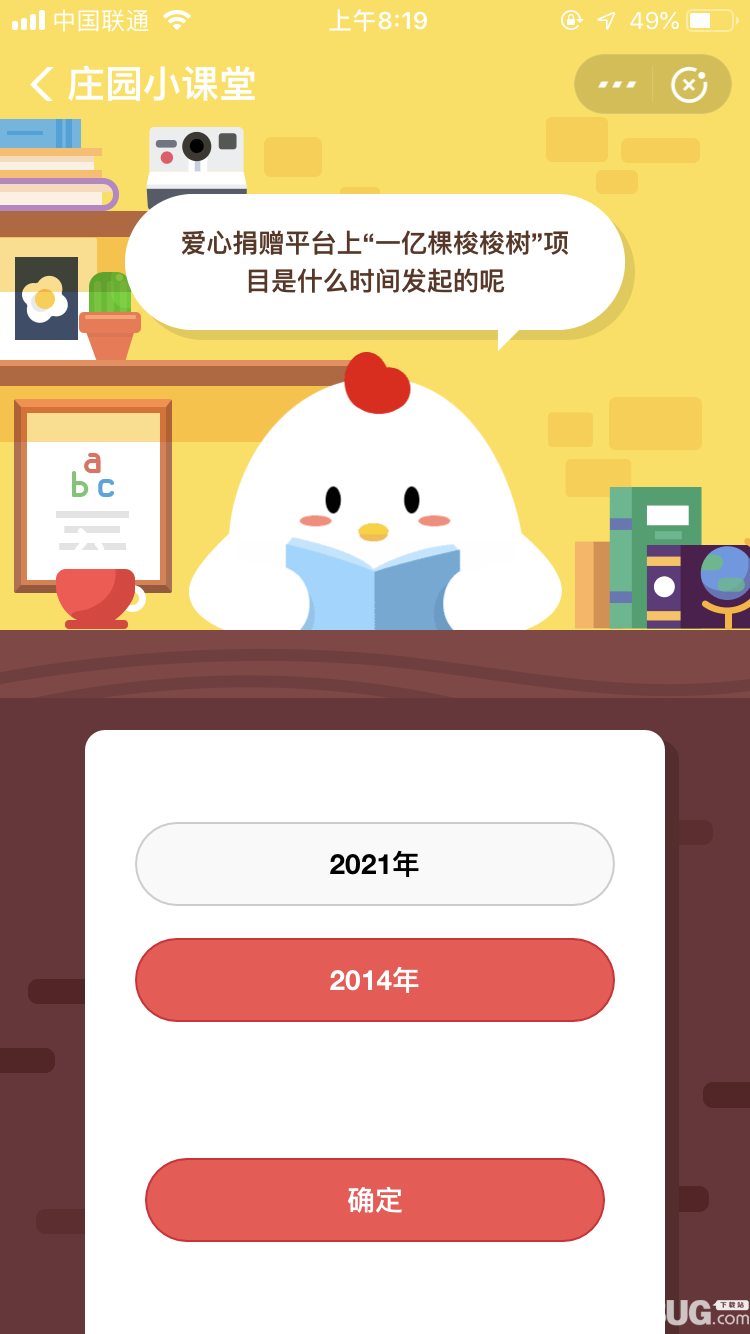 中国联通 上午8:19 49%
庄园小课堂
爱心捐赠平台上“一亿棵梭梭树”项
目是什么时间发起的呢
a
b c
2021年
2014年
确定
UG 下载站
.com